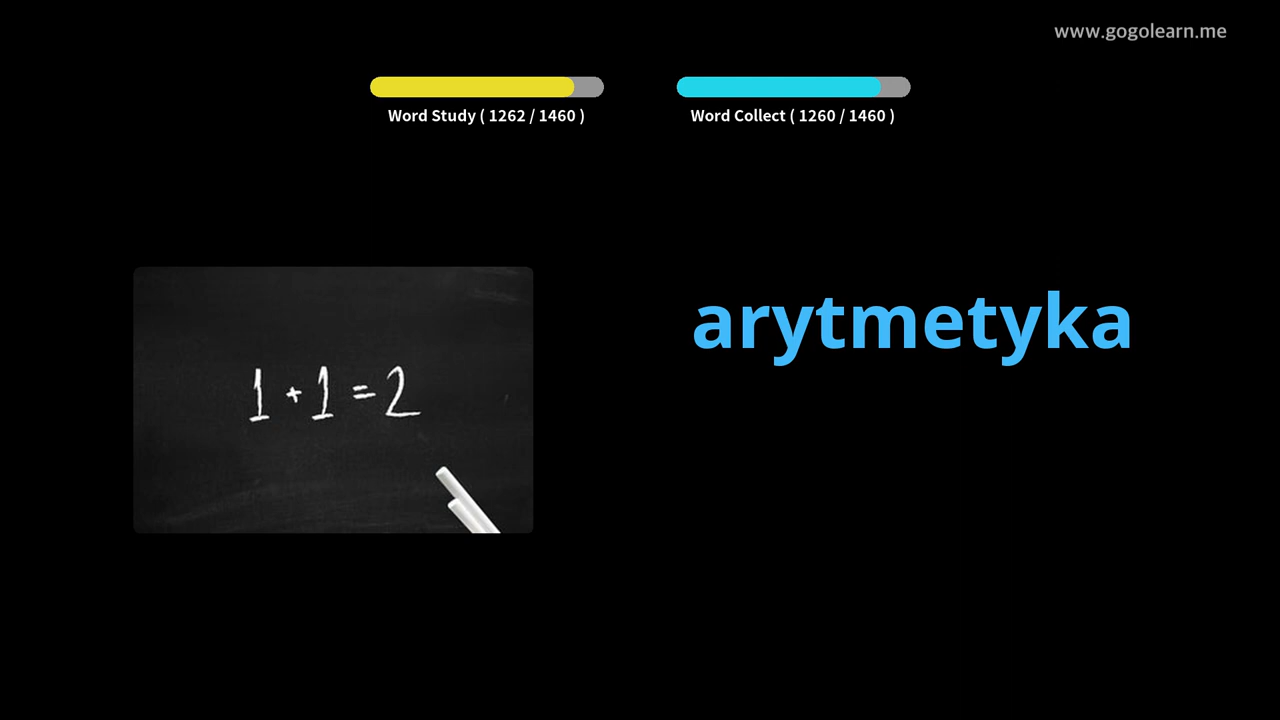 www.gogolearn.me
Word Study ( 1262 / 1460 )
Word Collect ( 1260 / 1460 )
arytmetyka
1 + 1 = 2